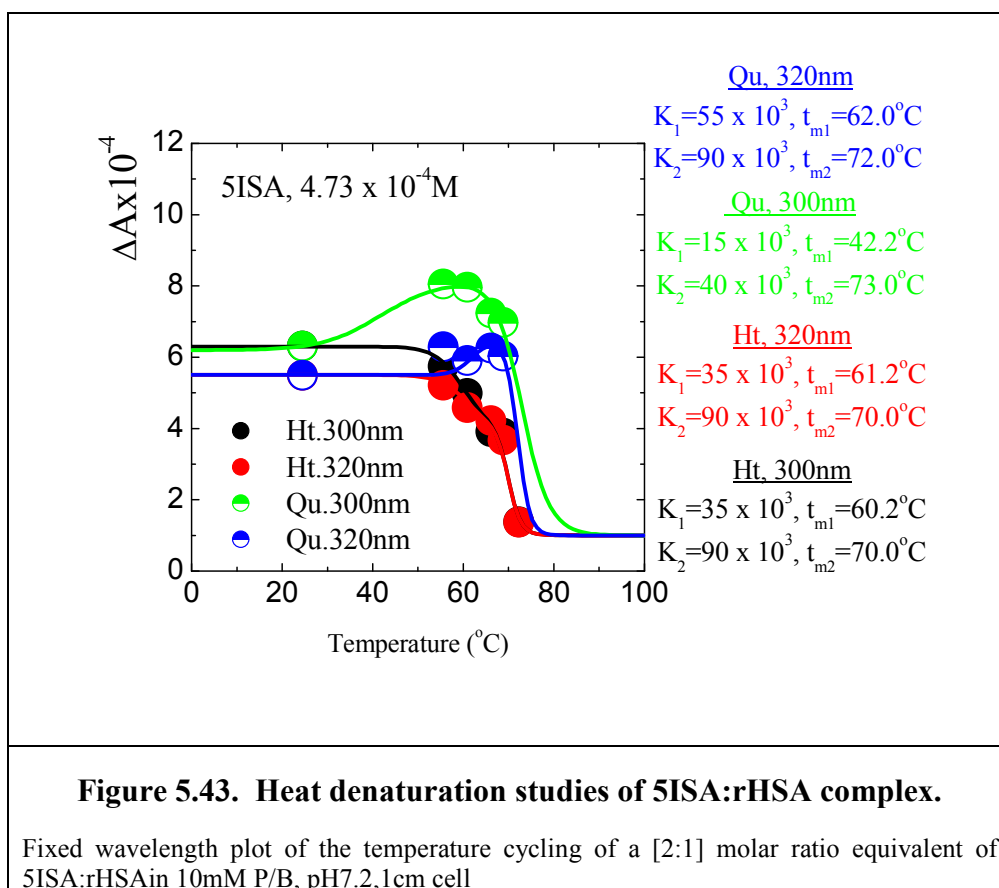 Qu, 320nm
K₁=55 x 10³, tₘ₁=62.0°C
K₂=90 x 10³, tₘ₂=72.0°C
Qu, 300nm
K₁=15 x 10³, tₘ₁=42.2°C
K₂=40 x 10³, tₘ₂=73.0°C
Ht, 320nm
K₁=35 x 10³, tₘ₁=61.2°C
K₂=90 x 10³, tₘ₂=70.0°C
Ht, 300nm
K₁=35 x 10³, tₘ₁=60.2°C
K₂=90 x 10³, tₘ₂=70.0°C
ΔAx10⁻⁴
12
10
8
6
4
2
0
5ISA, 4.73 x 10⁻⁴M
Ht.300nm
Ht.320nm
Qu.300nm
Qu.320nm
0 20 40 60 80 100
Temperature (°C)
Figure 5.43. Heat denaturation studies of 5ISA:rHSA complex.
Fixed wavelength plot of the temperature cycling of a [2:1] molar ratio equivalent of
5ISA:rHSAin 10mM P/B, pH7.2,1cm cell